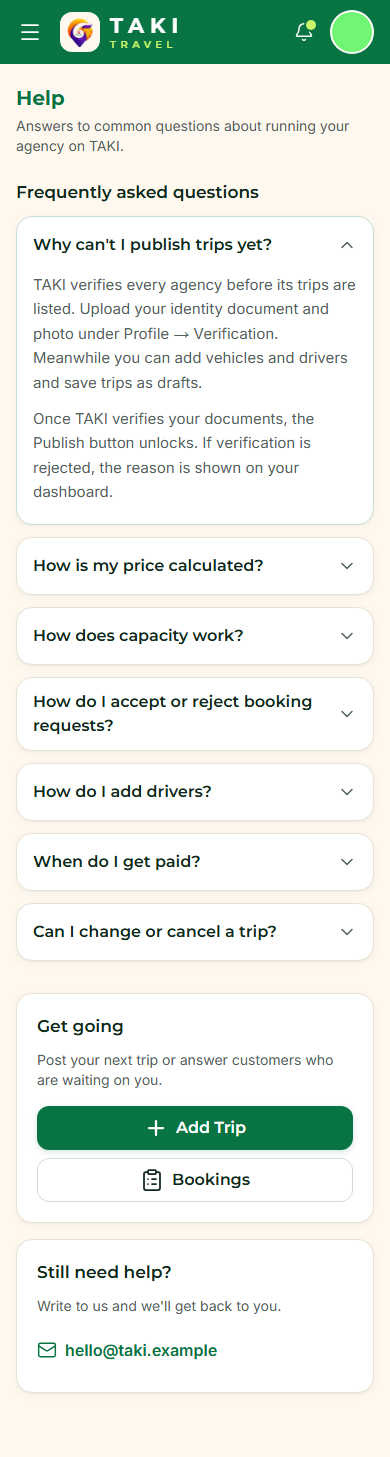 TAKI
TRAVEL
Help
Answers to common questions about running your
agency on TAKI.
Frequently asked questions
Why can't I publish trips yet?
TAKI verifies every agency before its trips are
listed. Upload your identity document and
photo under Profile → Verification.
Meanwhile you can add vehicles and drivers
and save trips as drafts.
Once TAKI verifies your documents, the
Publish button unlocks. If verification is
rejected, the reason is shown on your
dashboard.
How is my price calculated?
How does capacity work?
How do I accept or reject booking
requests?
How do I add drivers?
When do I get paid?
Can I change or cancel a trip?
Get going
Post your next trip or answer customers who
are waiting on you.
Add Trip
Bookings
Still need help?
Write to us and we'll get back to you.
hello@taki.example